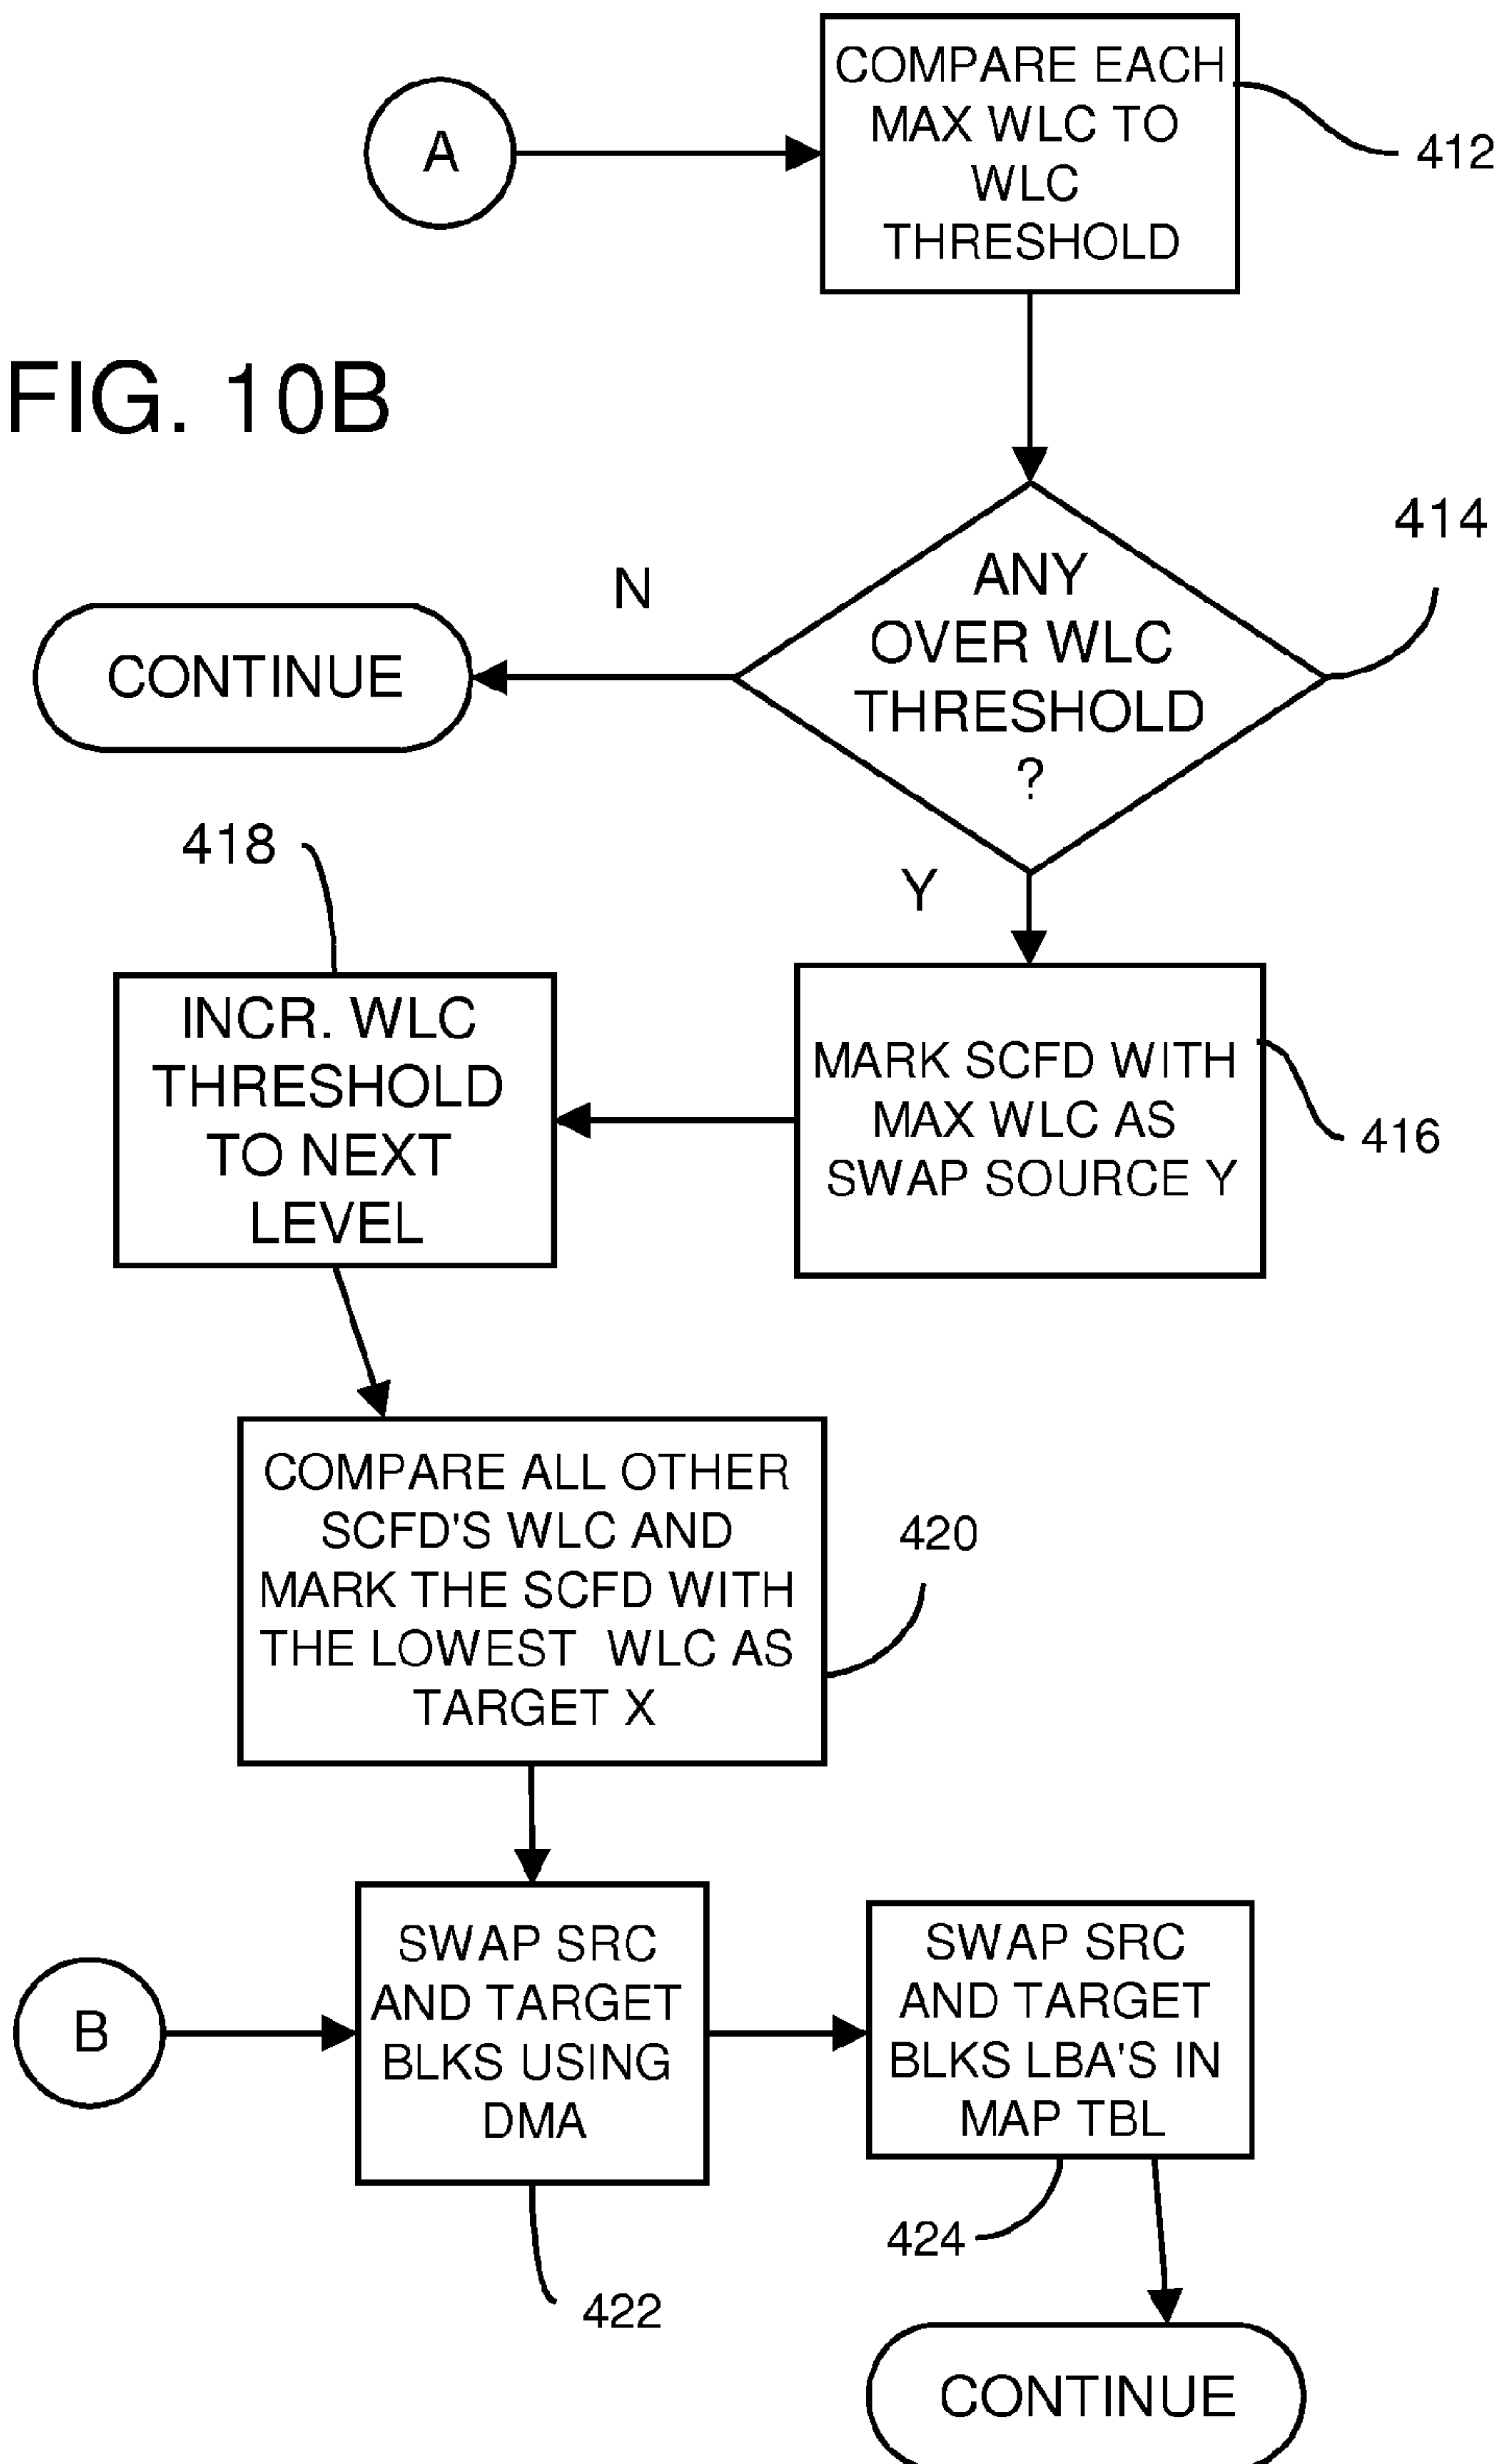 COMPARE EACH
MAX WLC TO
WLC
THRESHOLD
412
A
FIG. 10B
414
ANY
OVER WLC
THRESHOLD
?
N
CONTINUE
Y
418
INCR. WLC
THRESHOLD
TO NEXT
LEVEL
MARK SCFD WITH
MAX WLC AS
SWAP SOURCE Y
416
COMPARE ALL OTHER
SCFD'S WLC AND
MARK THE SCFD WITH
THE LOWEST WLC AS
TARGET X
420
B
SWAP SRC
AND TARGET
BLKS USING
DMA
422
SWAP SRC
AND TARGET
BLKS LBA'S IN
MAP TBL
424
CONTINUE